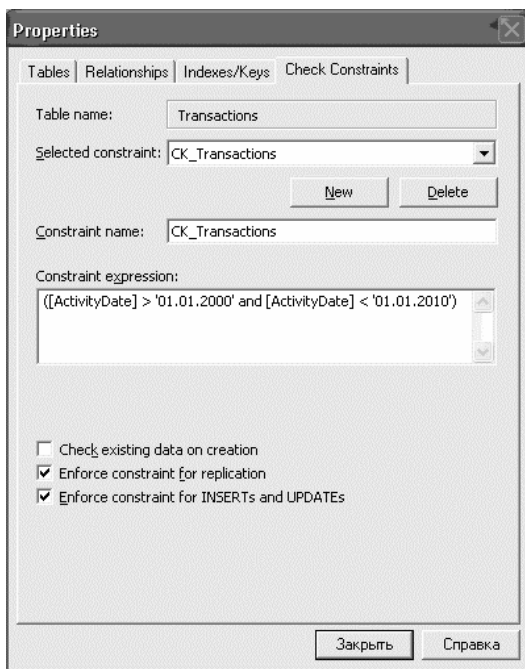 Properties
Tables Relationships Indexes/Keys Check Constraints
Table name: Transactions
Selected constraint: CK_Transactions
New Delete
Constraint name: CK_Transactions
Constraint expression:
([ActivityDate] > '01.01.2000' and [ActivityDate] < '01.01.2010')
Check existing data on creation
Enforce constraint for replication
Enforce constraint for INSERTs and UPDATEs
Закрыть Справка